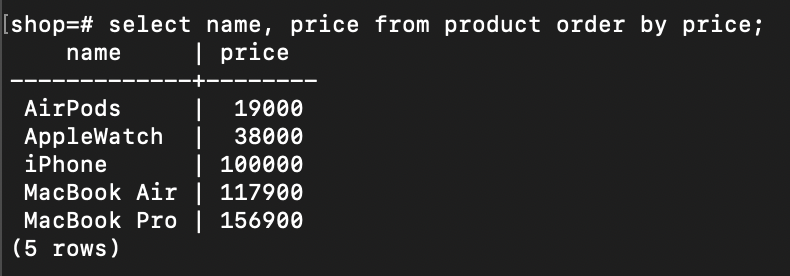 [shop=# select name, price from product order by price;
    name     | price
-------------+--------
 AirPods     |  19000
 AppleWatch  |  38000
 iPhone      | 100000
 MacBook Air | 117900
 MacBook Pro | 156900
(5 rows)